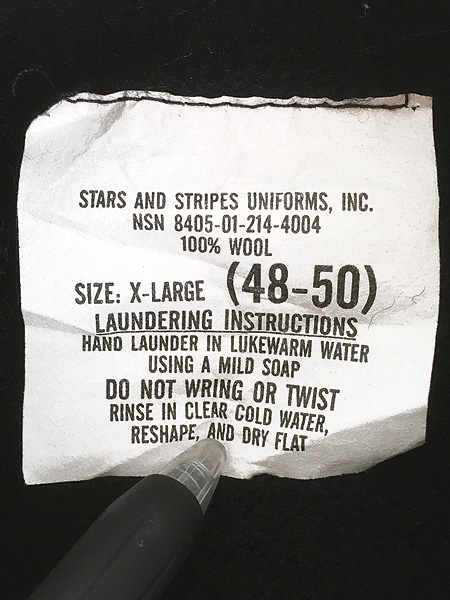 STARS AND STRIPES UNIFORMS, INC.
NSN 8405-01-214-4004
100% WOOL
SIZE: X-LARGE (48-50)
LAUNDERING INSTRUCTIONS
HAND LAUNDER IN LUKEWARM WATER
USING A MILD SOAP
DO NOT WRING OR TWIST
RINSE IN CLEAR COLD WATER,
RESHAPE, AND DRY FLAT